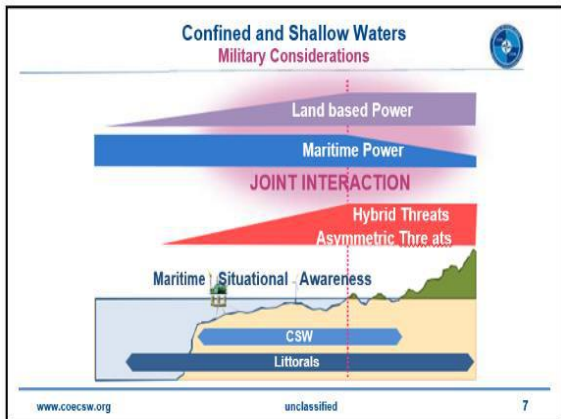 Confined and Shallow Waters
Military Considerations
Land based Power
Maritime Power
JOINT INTERACTION
Hybrid Threats
Asymmetric Thre ats
Maritime Situational Awareness
CSW
Littorals
www.coecsw.org unclassified 7